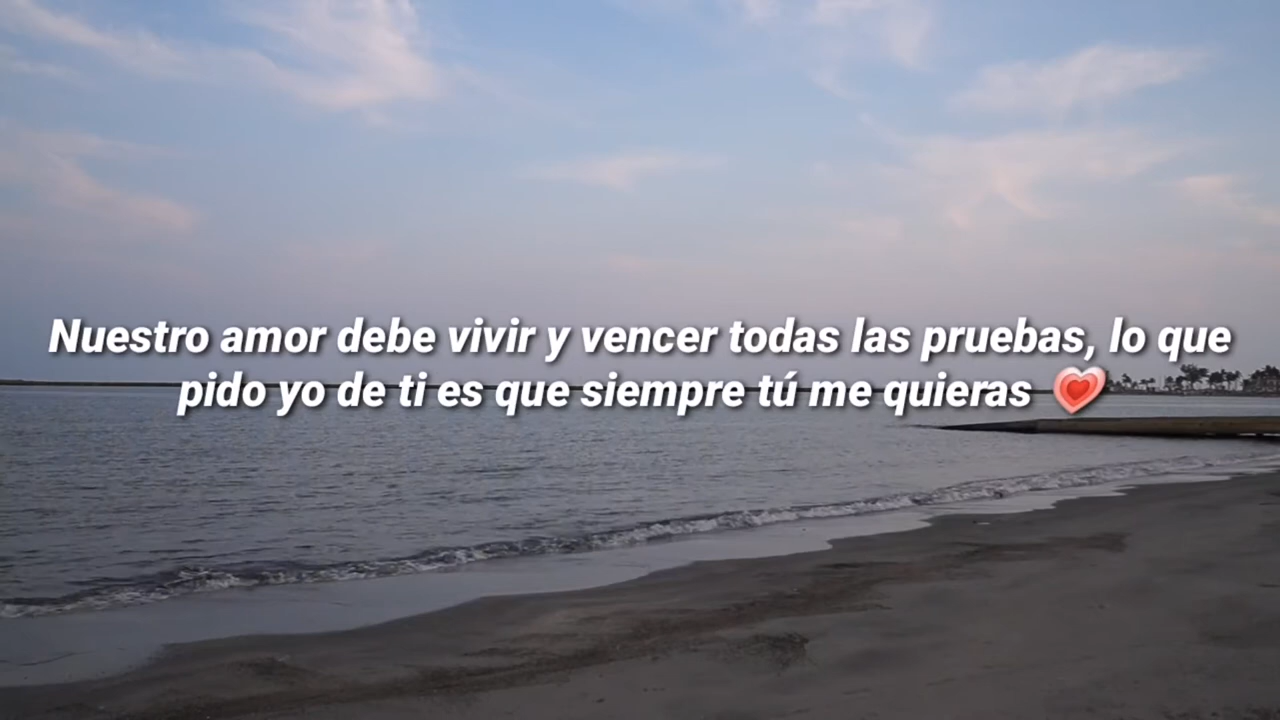 Nuestro amor debe vivir y vencer todas las pruebas, lo que
pido yo de ti es que siempre tú me quieras 💗